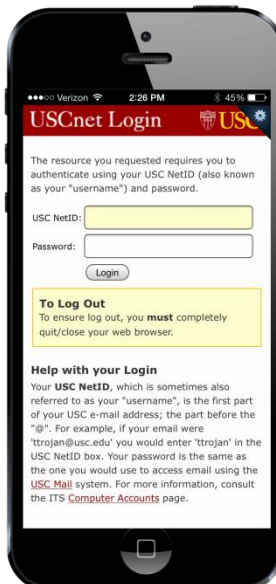 Verizon 2:26 PM 45%
USCnet Login USC
The resource you requested requires you to
authenticate using your USC NetID (also known
as your "username") and password.
USC NetID:
Password:
Login
To Log Out
To ensure log out, you must completely
quit/close your web browser.
Help with your Login
Your USC NetID, which is sometimes also
referred to as your "username", is the first part
of your USC e-mail address; the part before the
"@". For example, if your email were
'ttrojan@usc.edu' you would enter 'ttrojan' in the
USC NetID box. Your password is the same as
the one you would use to access email using the
USC Mail system. For more information, consult
the ITS Computer Accounts page.